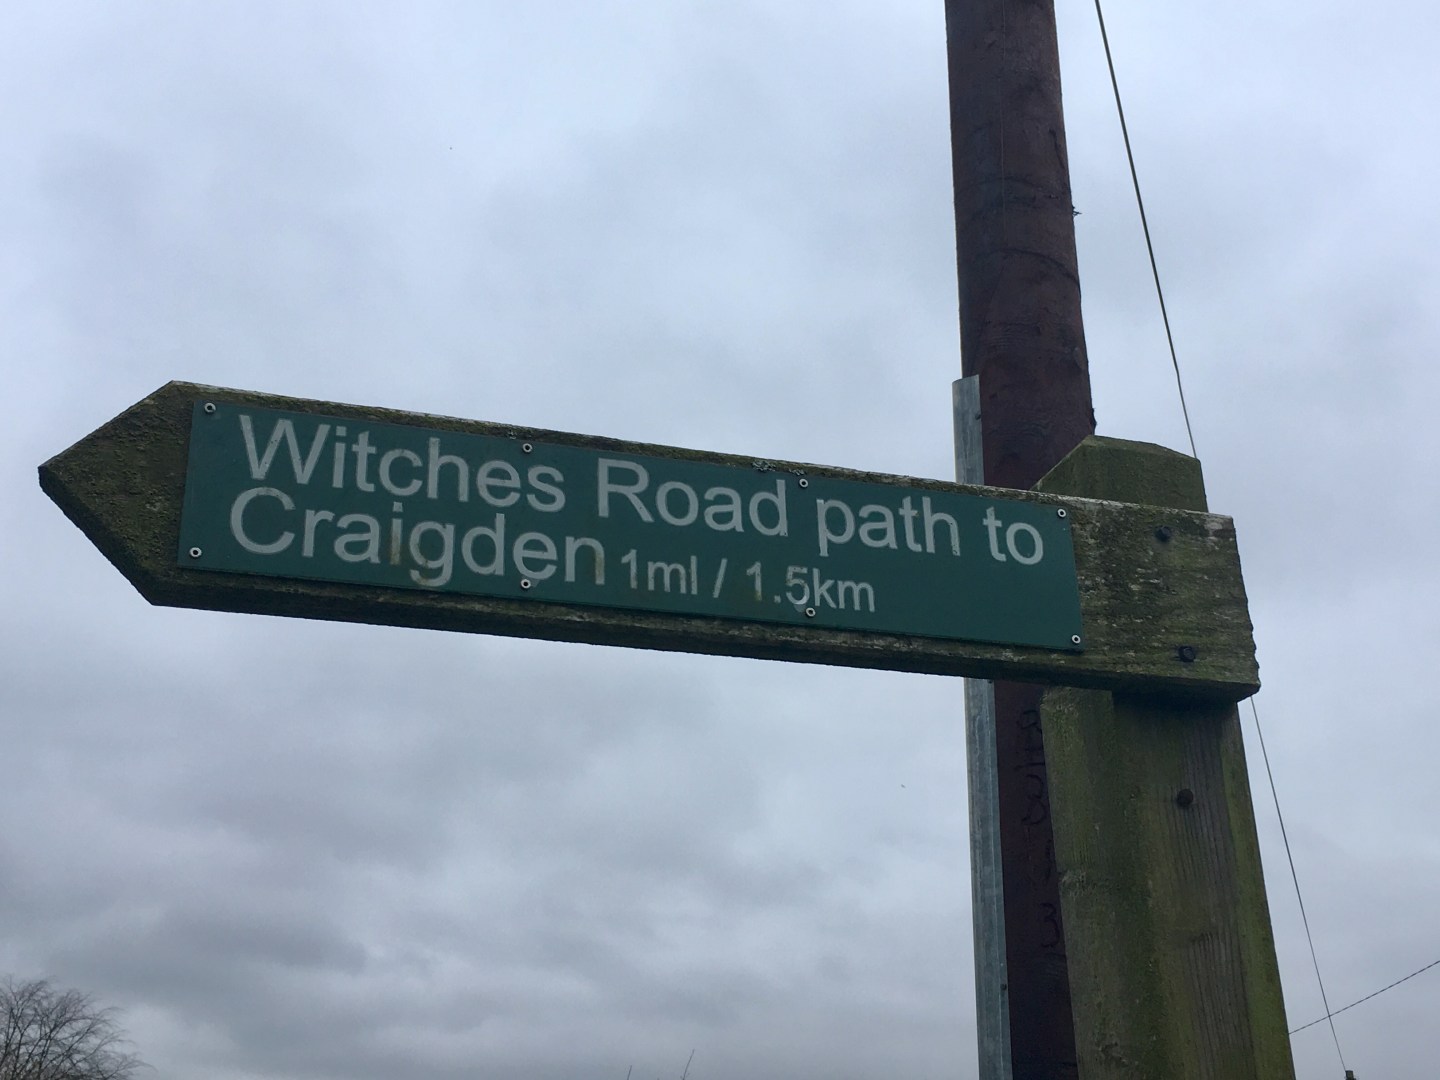 Witches Road path to
Craigden 1ml / 1.5km